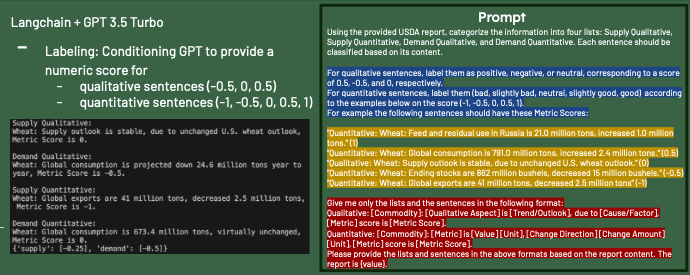 Langchain + GPT 3.5 Turbo
– Labeling: Conditioning GPT to provide a
numeric score for
- qualitative sentences (-0.5, 0, 0.5)
- quantitative sentences (-1, -0.5, 0, 0.5, 1)
Supply Qualitative:
Wheat: Supply outlook is stable, due to unchanged U.S. wheat outlook,
Metric Score is 0.
Demand Qualitative:
Wheat: Global consumption is projected down 24.6 million tons year to
year, Metric Score is -0.5.
Supply Quantitative:
Wheat: Global exports are 41 million tons, decreased 2.5 million tons,
Metric Score is -1.
Demand Quantitative:
Wheat: Global consumption is 673.4 million tons, virtually unchanged,
Metric Score is 0.
{'supply': [-0.25], 'demand': [-0.5]}
Prompt
Using the provided USDA report, categorize the information into four lists: Supply Qualitative,
Supply Quantitative, Demand Qualitative, and Demand Quantitative. Each sentence should be
classified based on its content.
For qualitative sentences, label them as positive, negative, or neutral, corresponding to a score
of 0.5, -0.5, and 0, respectively.
For quantitative sentences, label them (bad, slightly bad, neutral, slightly good, good) according
to the examples below on the score (-1, -0.5, 0, 0.5, 1).
For example the following sentences should have these Metric Scores:
"Quantitative: Wheat: Feed and residual use in Russia is 21.0 million tons, increased 1.0 million
tons." (1)
"Quantitative: Wheat: Global consumption is 791.0 million tons, increased 2.4 million tons." (0.5)
"Qualitative: Wheat: Supply outlook is stable, due to unchanged U.S. wheat outlook." (0)
"Quantitative: Wheat: Ending stocks are 862 million bushels, decreased 15 million bushels." (-0.5)
"Quantitative: Wheat: Global exports are 41 million tons, decreased 2.5 million tons" (-1)
Give me only the lists and the sentences in the following format:
Qualitative: [Commodity]: [Qualitative Aspect] is [Trend/Outlook], due to [Cause/Factor],
[Metric] score is [Metric Score].
Quantitative: [Commodity]: [Metric] is [Value] [Unit], [Change Direction] [Change Amount]
[Unit], [Metric] score is [Metric Score].
Please provide the lists and sentences in the above formats based on the report content. The
report is {value}.